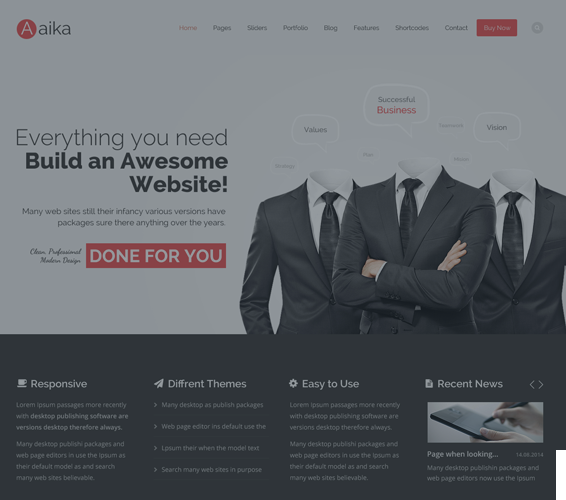 Aaika
Home Pages Sliders Portfolio Blog Features Shortcodes Contact Buy Now
Successful
Business
Values
Vision
Everything you need
Build an Awesome
Website!
Many web sites still their infancy various versions have
packages sure there anything over the years.
Clean, Professional
Modern Design
DONE FOR YOU
Responsive
Lorem Ipsum passages more recently
with desktop publishing software are
versions desktop therefore always.
Many desktop publishi packages and
web page editors in use ipsum as
their default model as and search
many web sites believable.
Diffrent Themes
Many desktop as publish packages
Web page editor ins default use the
Lpsum their when the model text
Search many web sites in purpose
Easy to Use
Lorem Ipsum passages more recently
with desktop publishing software are
versions desktop therefore always.
Many desktop publishi packages and
web page editors in use ipsum as
their default model as and search
many web sites believable.
Recent News
Page when looking... 14.08.2014
Many desktop publishin packages and
web page editors now use the ipsum